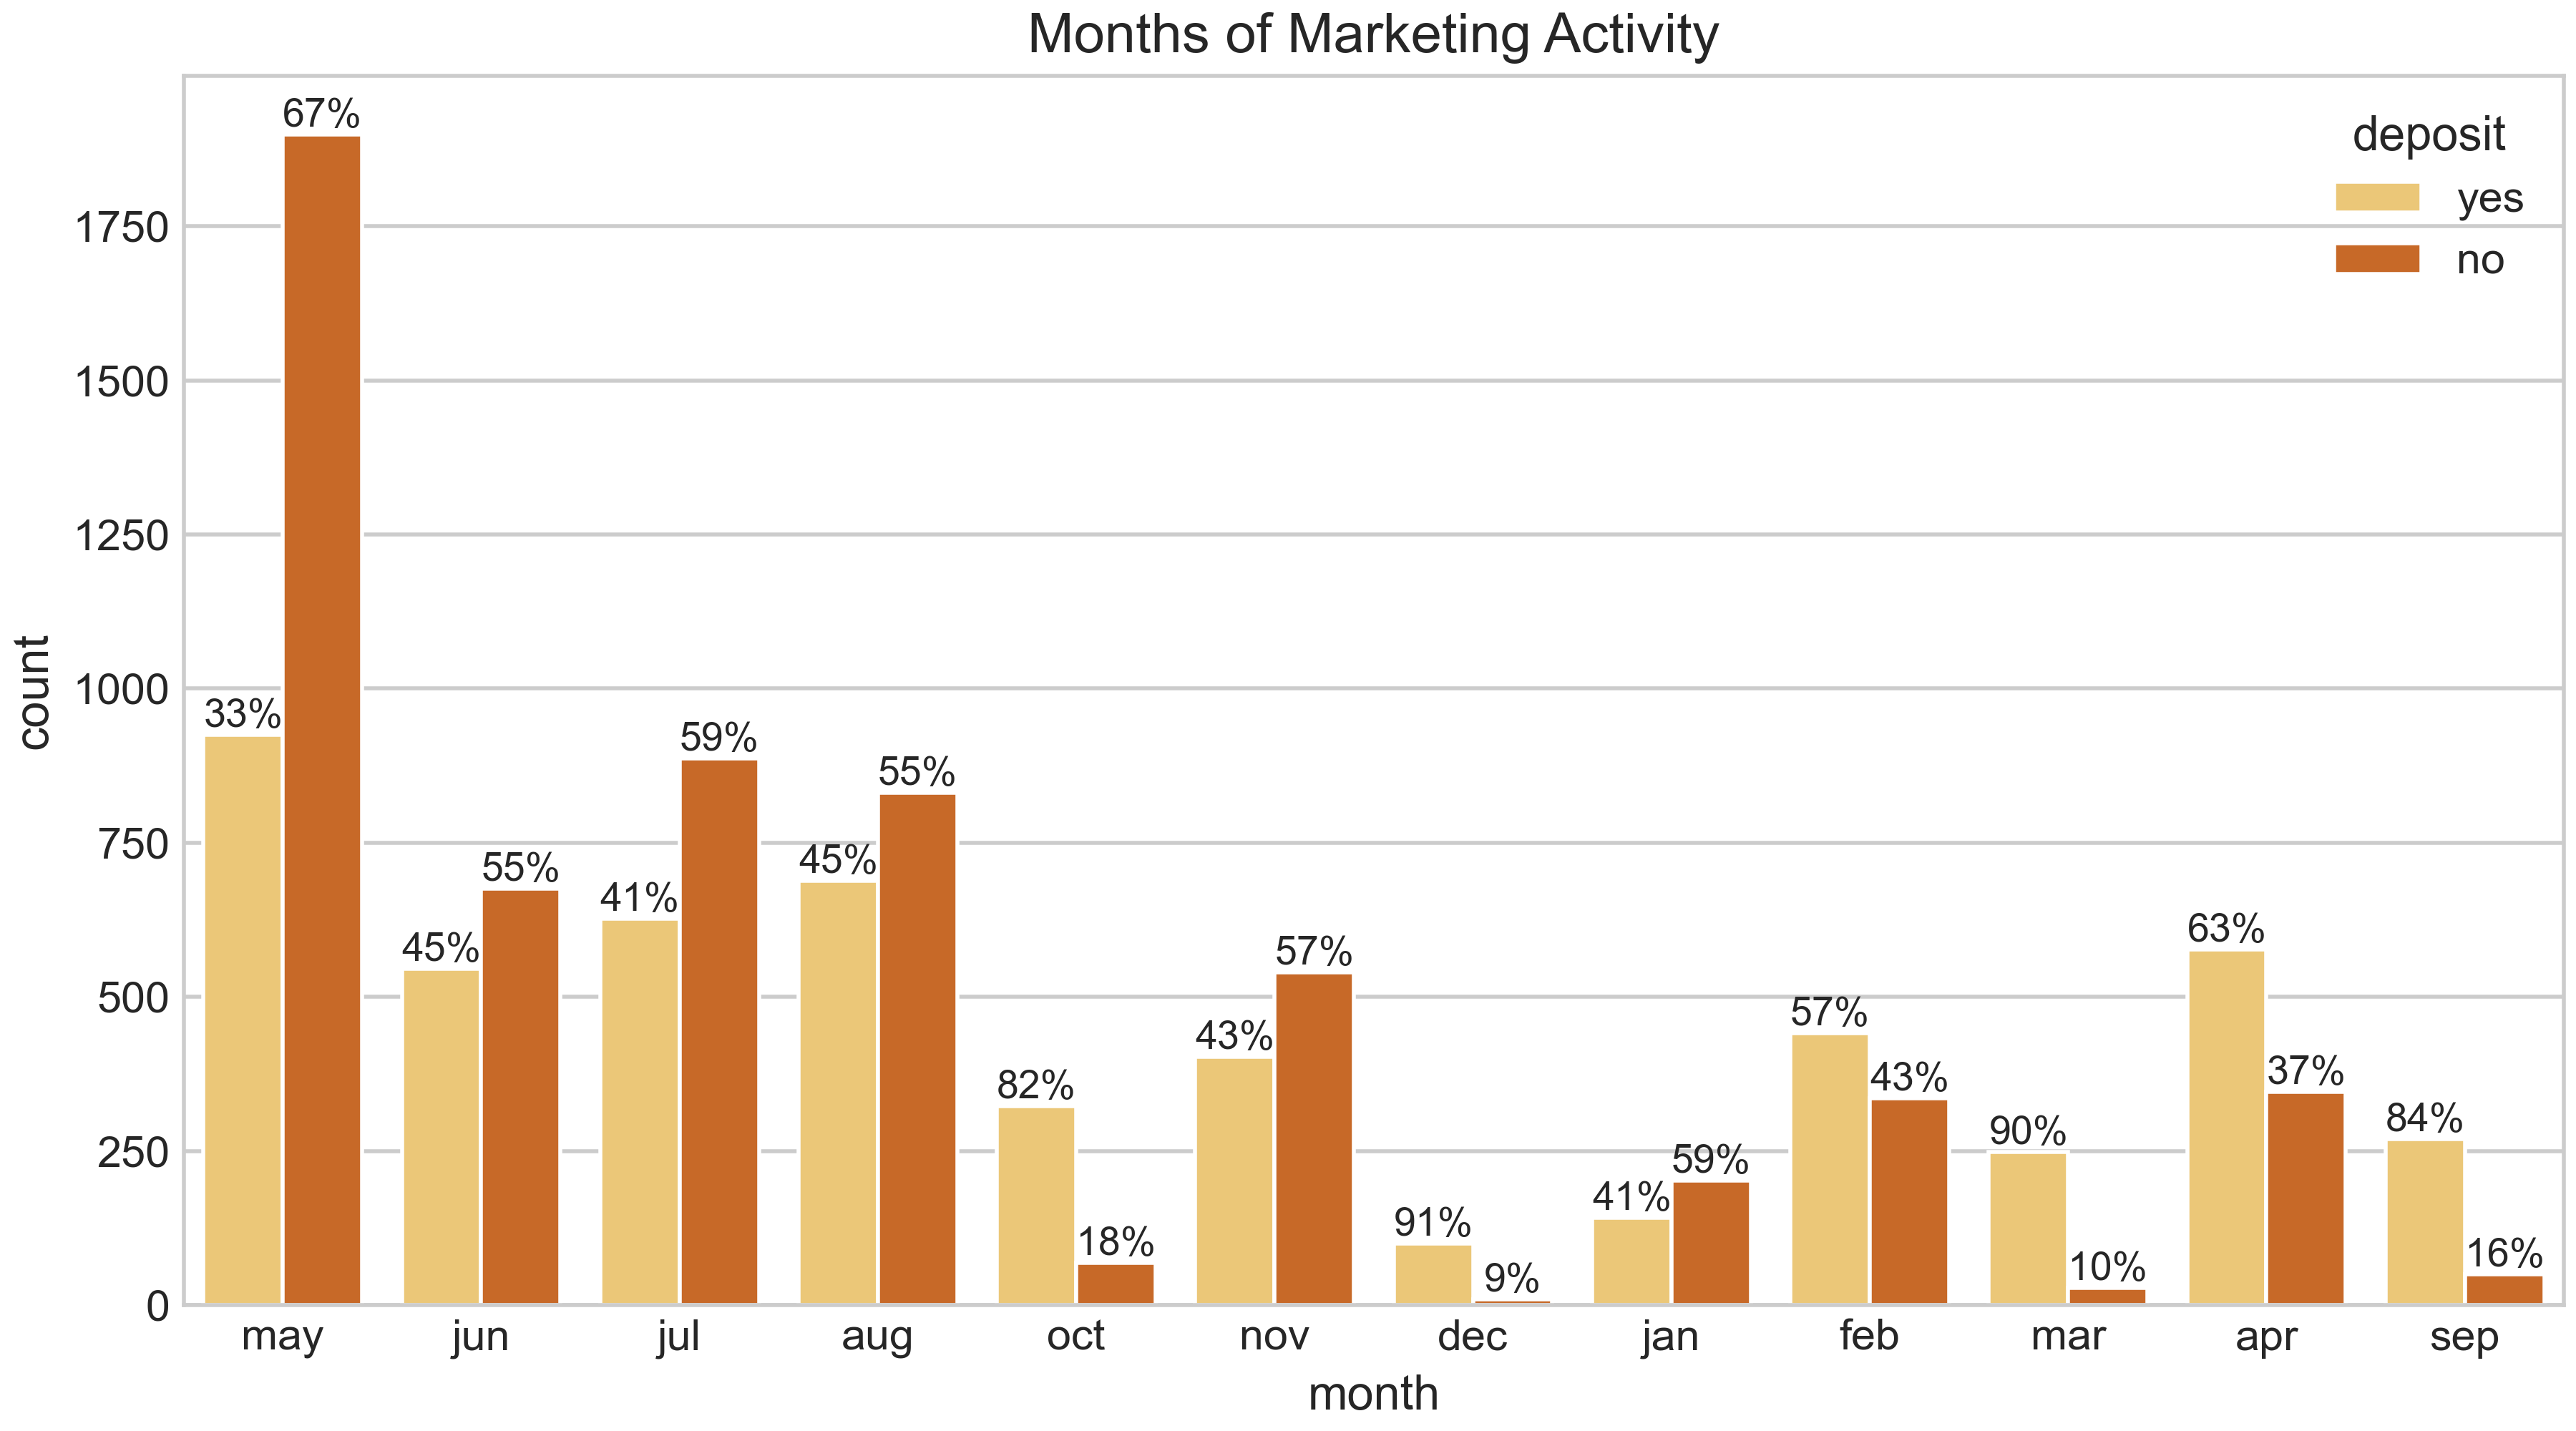 Months of Marketing Activity
deposit
yes
no
count
1750
1500
1250
1000
750
500
250
0
33% 67%
45% 55%
41% 59%
45% 55%
82% 18%
43% 57%
91% 9%
41% 59%
57% 43%
90% 10%
63% 37%
84% 16%
may jun jul aug oct nov dec jan feb mar apr sep
month